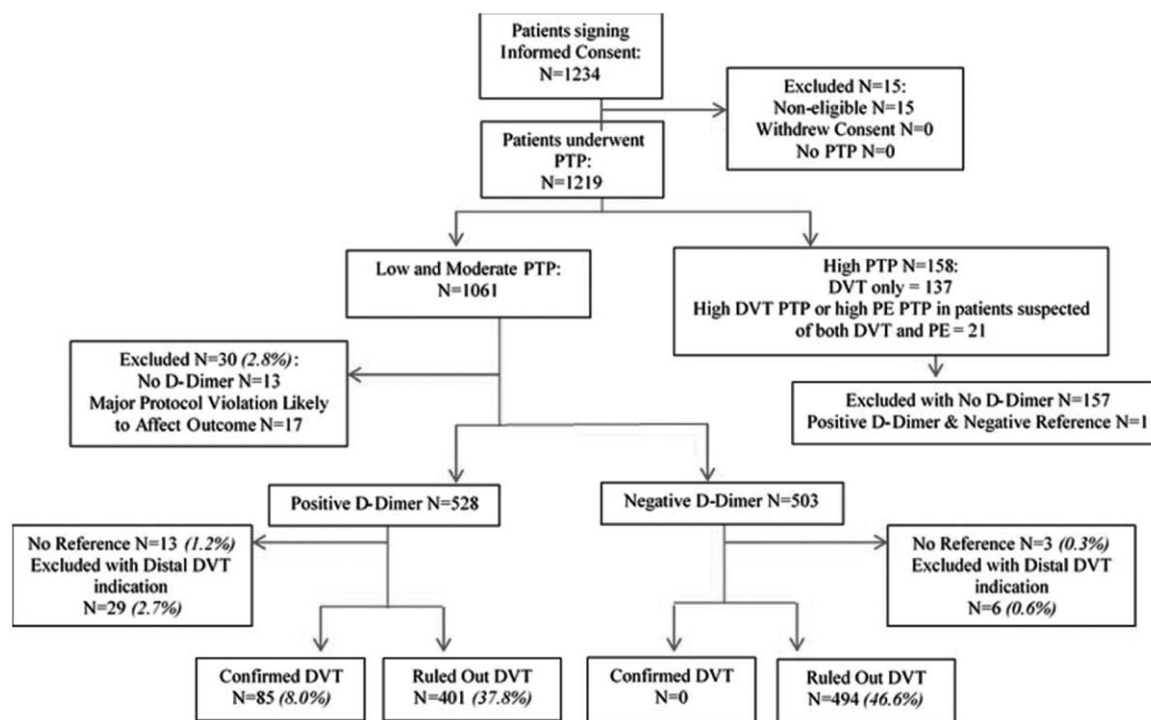 Patients signing
Informed Consent:
N=1234
Excluded N=15:
Non-eligible N=15
Withdrew Consent N=0
No PTP N=0
Patients underwent
PTP:
N=1219
Low and Moderate PTP:
N=1061
High PTP N=158:
DVT only = 137
High DVT PTP or high PE PTP in patients suspected
of both DVT and PE = 21
Excluded N=30 (2.8%):
No D-Dimer N=13
Major Protocol Violation Likely
to Affect Outcome N=17
Excluded with No D-Dimer N=157
Positive D-Dimer & Negative Reference N=1
Positive D-Dimer N=528
Negative D-Dimer N=503
No Reference N=13 (1.2%)
Excluded with Distal DVT
indication
N=29 (2.7%)
No Reference N=3 (0.3%)
Excluded with Distal DVT
indication
N=6 (0.6%)
Confirmed DVT
N=85 (8.0%)
Ruled Out DVT
N=401 (37.8%)
Confirmed DVT
N=0
Ruled Out DVT
N=494 (46.6%)